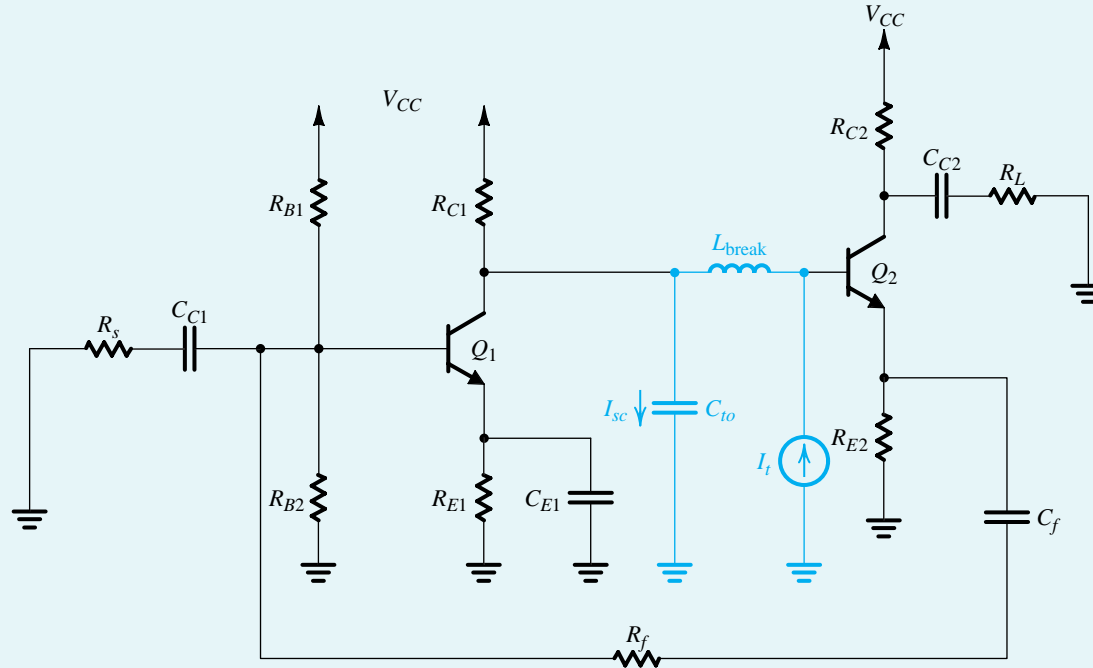 V_CC
V_CC
R_C2
C_C2
R_L
R_B1
R_C1
L_break
Q_2
C_C1
R_s
Q_1
I_sc
C_to
R_E2
I_t
R_B2
R_E1
C_E1
C_f
R_f